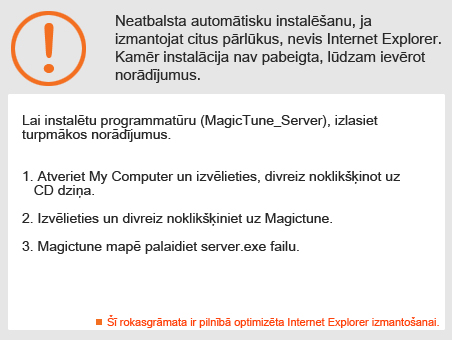 Neatbalsta automātisku instalēšanu, ja
izmantojat citus pārlūkus, nevis Internet Explorer.
Kamēr instalācija nav pabeigta, lūdzam ievērot
norādījumus.
Lai instalētu programmatūru (MagicTune_Server), izlasiet
turpmākos norādījumus.
1. Atveriet My Computer un izvēlieties, divreiz noklikšķinot uz
CD dziņa.
2. Izvēlieties un divreiz noklikšķiniet uz Magictune.
3. Magictune mapē palaidiet server.exe failu.
Šī rokasgrāmata ir pilnībā optimizēta Internet Explorer izmantošanai.